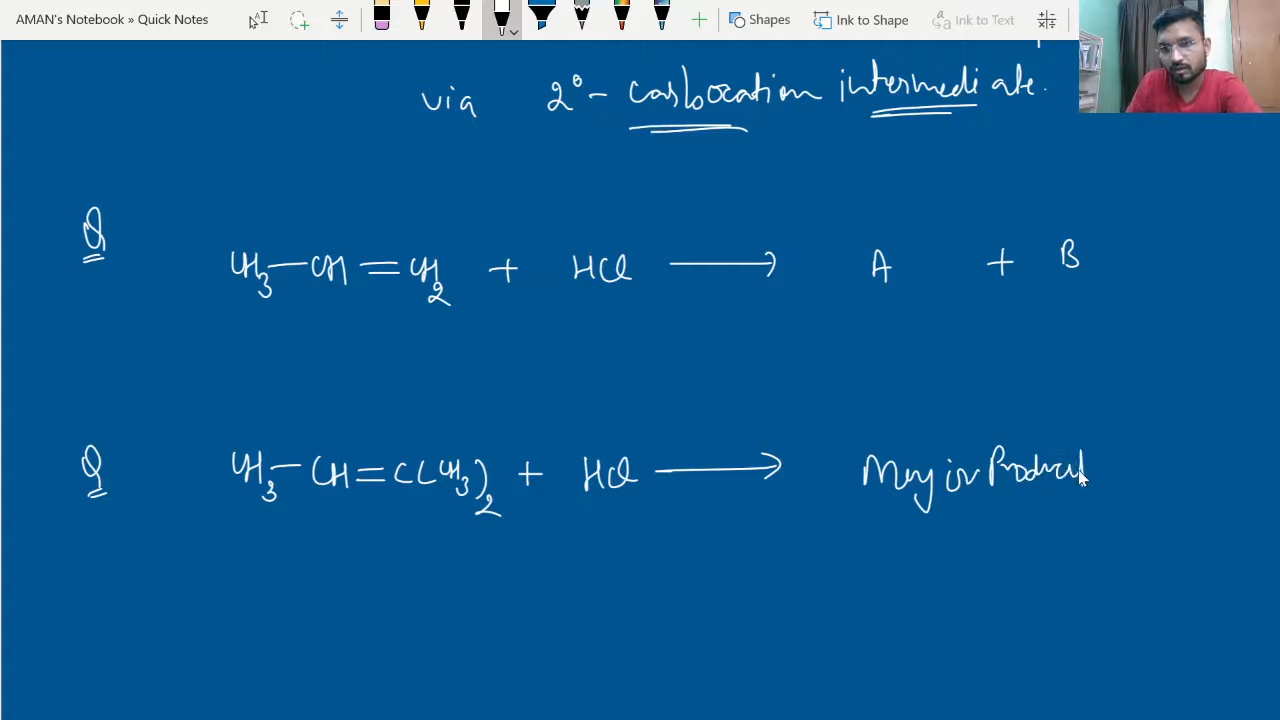 AMAN's Notebook » Quick Notes
Shapes
Ink to Shape
Ink to Text
via 2°- carbocation intermediate.
Q
CH3—CH=CH2 + HCl ⟶ A + B
Q
CH3—CH=C(CH3)2 + HCl ⟶ Major Product